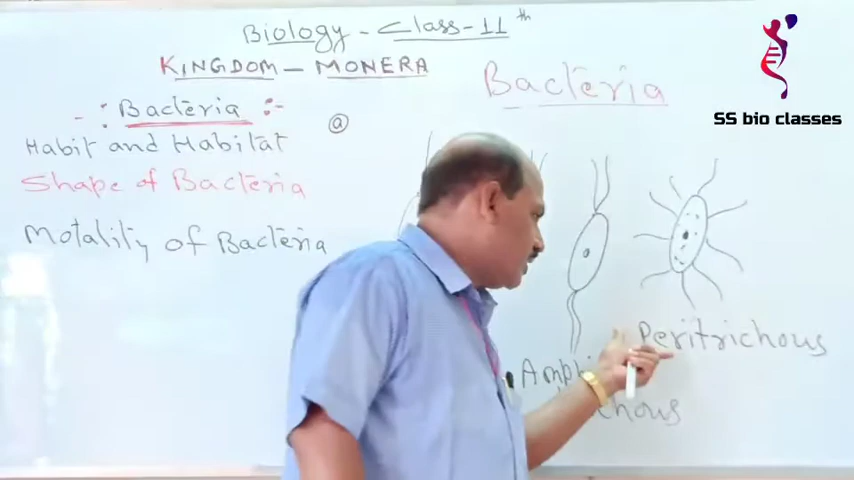 Biology - Class-11th
KINGDOM - MONERA
-: Bacteria :-
Habit and Habitat
Shape of Bacteria
Motality of Bacteria
@
Bacteria
SS bio classes
Peritrichous